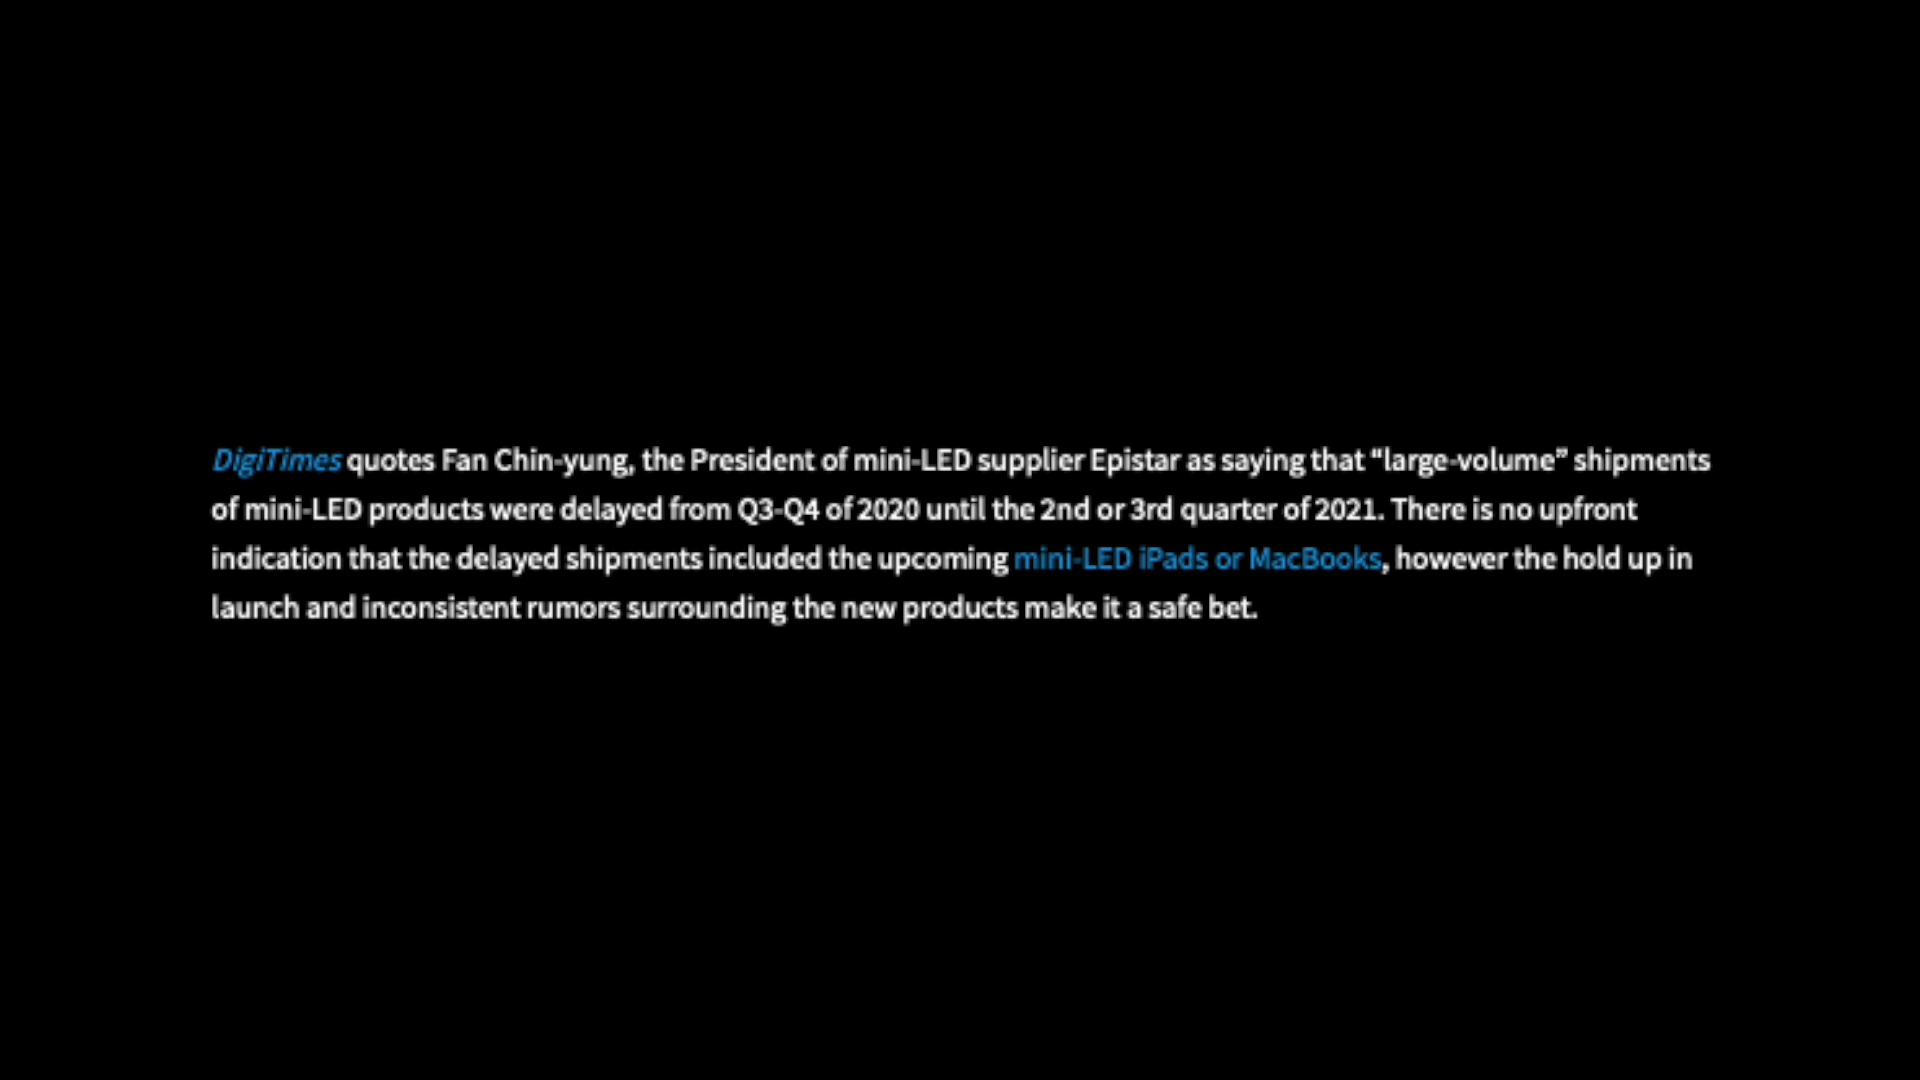 DigiTimes quotes Fan Chin-yung, the President of mini-LED supplier Epistar as saying that “large-volume” shipments
of mini-LED products were delayed from Q3-Q4 of 2020 until the 2nd or 3rd quarter of 2021. There is no upfront
indication that the delayed shipments included the upcoming mini-LED iPads or MacBooks, however the hold up in
launch and inconsistent rumors surrounding the new products make it a safe bet.